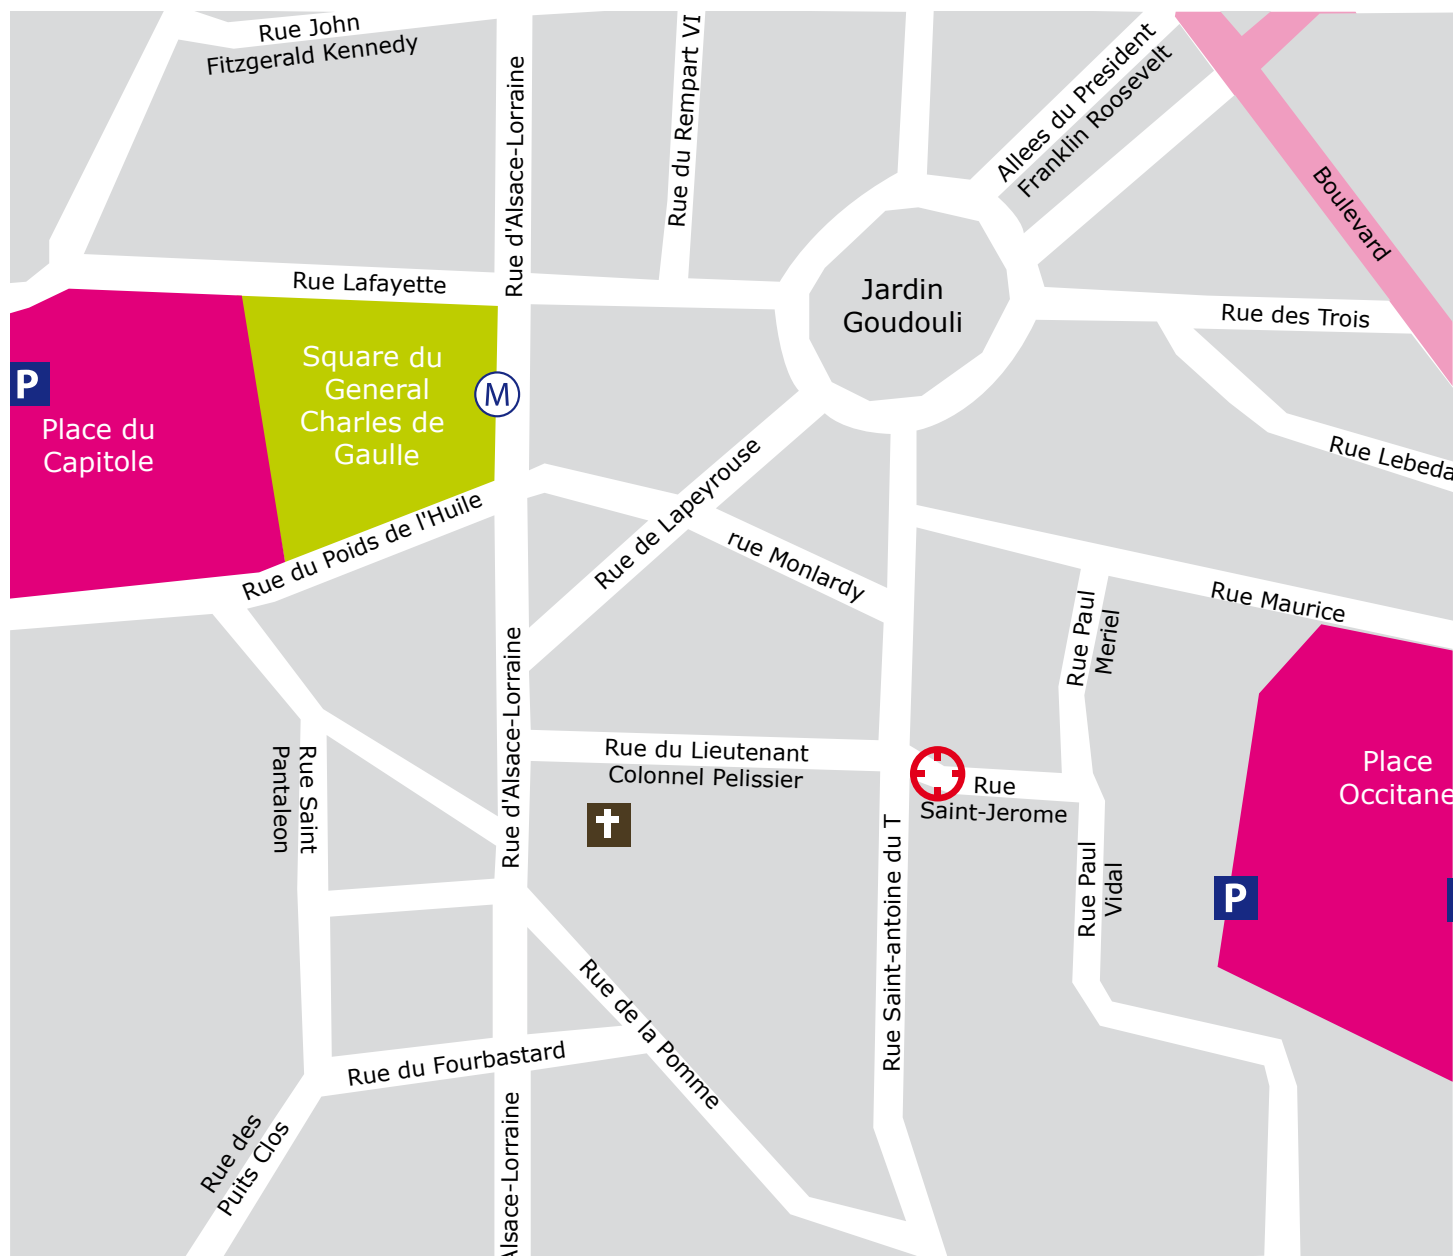 Rue John
Fitzgerald Kennedy
Rue d'Alsace-Lorraine
Rue du Rempart VI
Allees du President
Franklin Roosevelt
Boulevard
Rue Lafayette
Jardin
Goudouli
Rue des Trois
Square du
General
Charles de
Gaulle
M
P
Place du
Capitole
Rue Lebeda
Rue du Poids de l'Huile
Rue de Lapeyrouse
rue Monlardy
Rue Maurice
Rue Paul
Meriel
Rue d'Alsace-Lorraine
Rue du Lieutenant
Colonnel Pelissier
Rue Saint
Pantaleon
Rue
Saint-Jerome
Place
Occitane
Rue Saint-antoine du T
Rue Paul
Vidal
P
Rue de la Pomme
Rue du Fourbastard
Rue des
Puits Clos
Alsace-Lorraine